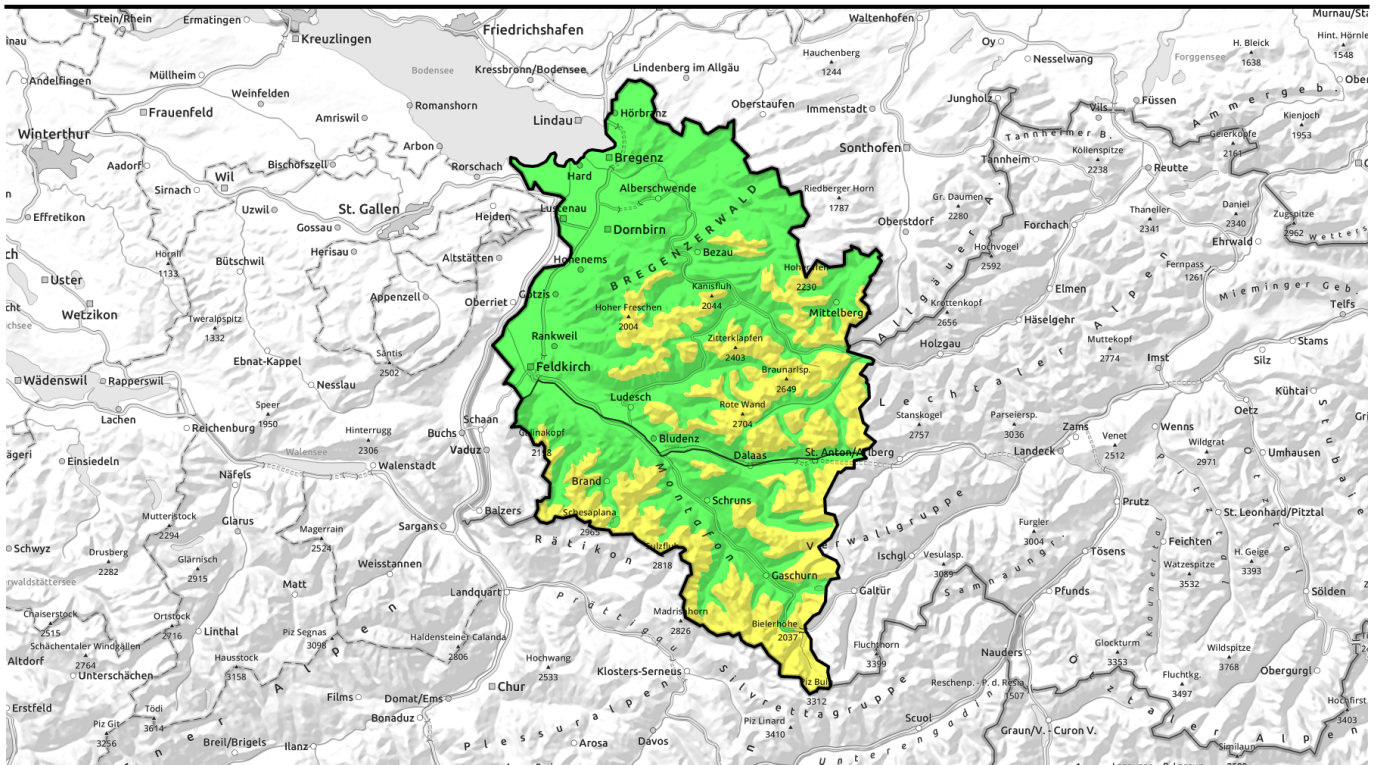 Stein/Rhein
Ermatingen
Kreuzlingen
Friedrichshafen
Waltenhofen
Oy
Nesselwang
H. Bleick
1638
Hint. Hörnle
1548
Andelfingen
Müllheim
Weinfelden
Bodensee
Kressbronn/Bodensee
Lindenberg im Allgäu
Hauchenberg
1244
Forggensee
Frauenfeld
Romanshorn
Amriswil
Lindau
Hörbranz
Oberstaufen
Immenstadt
Jungholz
Vils
Füssen
Ammergeb.
Kienjoch
1953
Winterthur
Aadorf
Wil
Bischofszell
Arbon
Rorschach
Bregenz
Hard
Sonthofen
Tannheimer B.
Tannheim
Köllenspitze
2238
Geierköpfe
2161
Reutte
Sirnach
Alberschwende
Riedberger Horn
1787
Gr. Daumen
2280
Thaneller
2341
Daniel
2340
Zugspitze
2962
Effretikon
Uzwil
St. Gallen
Gossau
Heiden
Lustenau
Dornbirn
BREGENZERWALD
Oberstdorf
Forchach
Ehrwald
Hörnli
1133
Bütschwil
Herisau
Altstätten
Hohenems
Bezau
Hochvogel
2592
Fernpass
1261
Uster
Wetzikon
Appenzell
Oberriet
Götzis
Hoher Freschen
2004
Kanisfluh
2044
2230
Mittelberg
Allgäuer A.
Krottenkopf
2656
Elmen
Mieminger Geb.
Telfs
Tweralpspitz
1332
Rankweil
Zitterklapfen
2403
Holzgau
Häselgehr
Muttekopf
2774
Imst
Stams
Silz
Ebnat-Kappel
Säntis
2502
Feldkirch
Braunarlsp.
2649
Wädenswil
Rapperswil
Nesslau
Ludesch
Rote Wand
2704
Lechtaler Alpen
Kühtai
Lachen
Speer
1950
Reichenburg
Hinterrugg
2306
Schaan
Buchs
Vaduz
Stanskogel
2757
Parseiersp.
3036
Zams
Landeck
Venet
2512
Wenns
Wildgrat
2971
Oetz
Umhausen
Einsiedeln
Walensee
Walenstadt
Näfels
Bludenz
Dalaas
St. Anton/Arlberg
Brand
Montafon
Schruns
Prutz
St. Leonhard/Pitztal
Mutteristock
2294
Glarus
Magerrain
2524
Sargans
Balzers
Schesaplana
2965
Rätikon
2818
Verwallgruppe
Furgler
3004
Schwyz
Drusberg
2282
Glärnisch
2915
Weisstannen
Ischgl
Vesulasp.
3089
Samnaungr.
Tösens
Feichten
Watzespitze
3532
H. Geige
3393
Matt
Landquart
Gaschurn
Galtür
Pfunds
Kaunertal
Sölden
Chaiserstock
2515
Schächentaler Windgällen
2764
Altdorf
Ortstock
2716
Linthal
Piz Segnas
3098
Haldensteiner Calanda
2806
Prättigau
Madrishorn
2826
Bielerhöhe
2037
Fluchthorn
3399
Nauders
Glockturm
3353
Wildspitze
3768
Obergurgl
Unterschächen
Hausstock
3158
Hochwang
2533
Klosters-Serneus
Silvrettagruppe
3312
Reschenp. - P. d. Resia
1507
Fluchtkg.
3497
Hochfirst
3403
Erstfeld
Tödi
3614
Films
Domat/Ems
Chur
Bonaduz
Plessuralpen
Piz Linard
3410
Scuol
Unterengadin
Graun/V. - Curon V.
Ötztaler Alpen
3256
Breil/Brigels
Ilanz
Arosa
Davos
Similaun